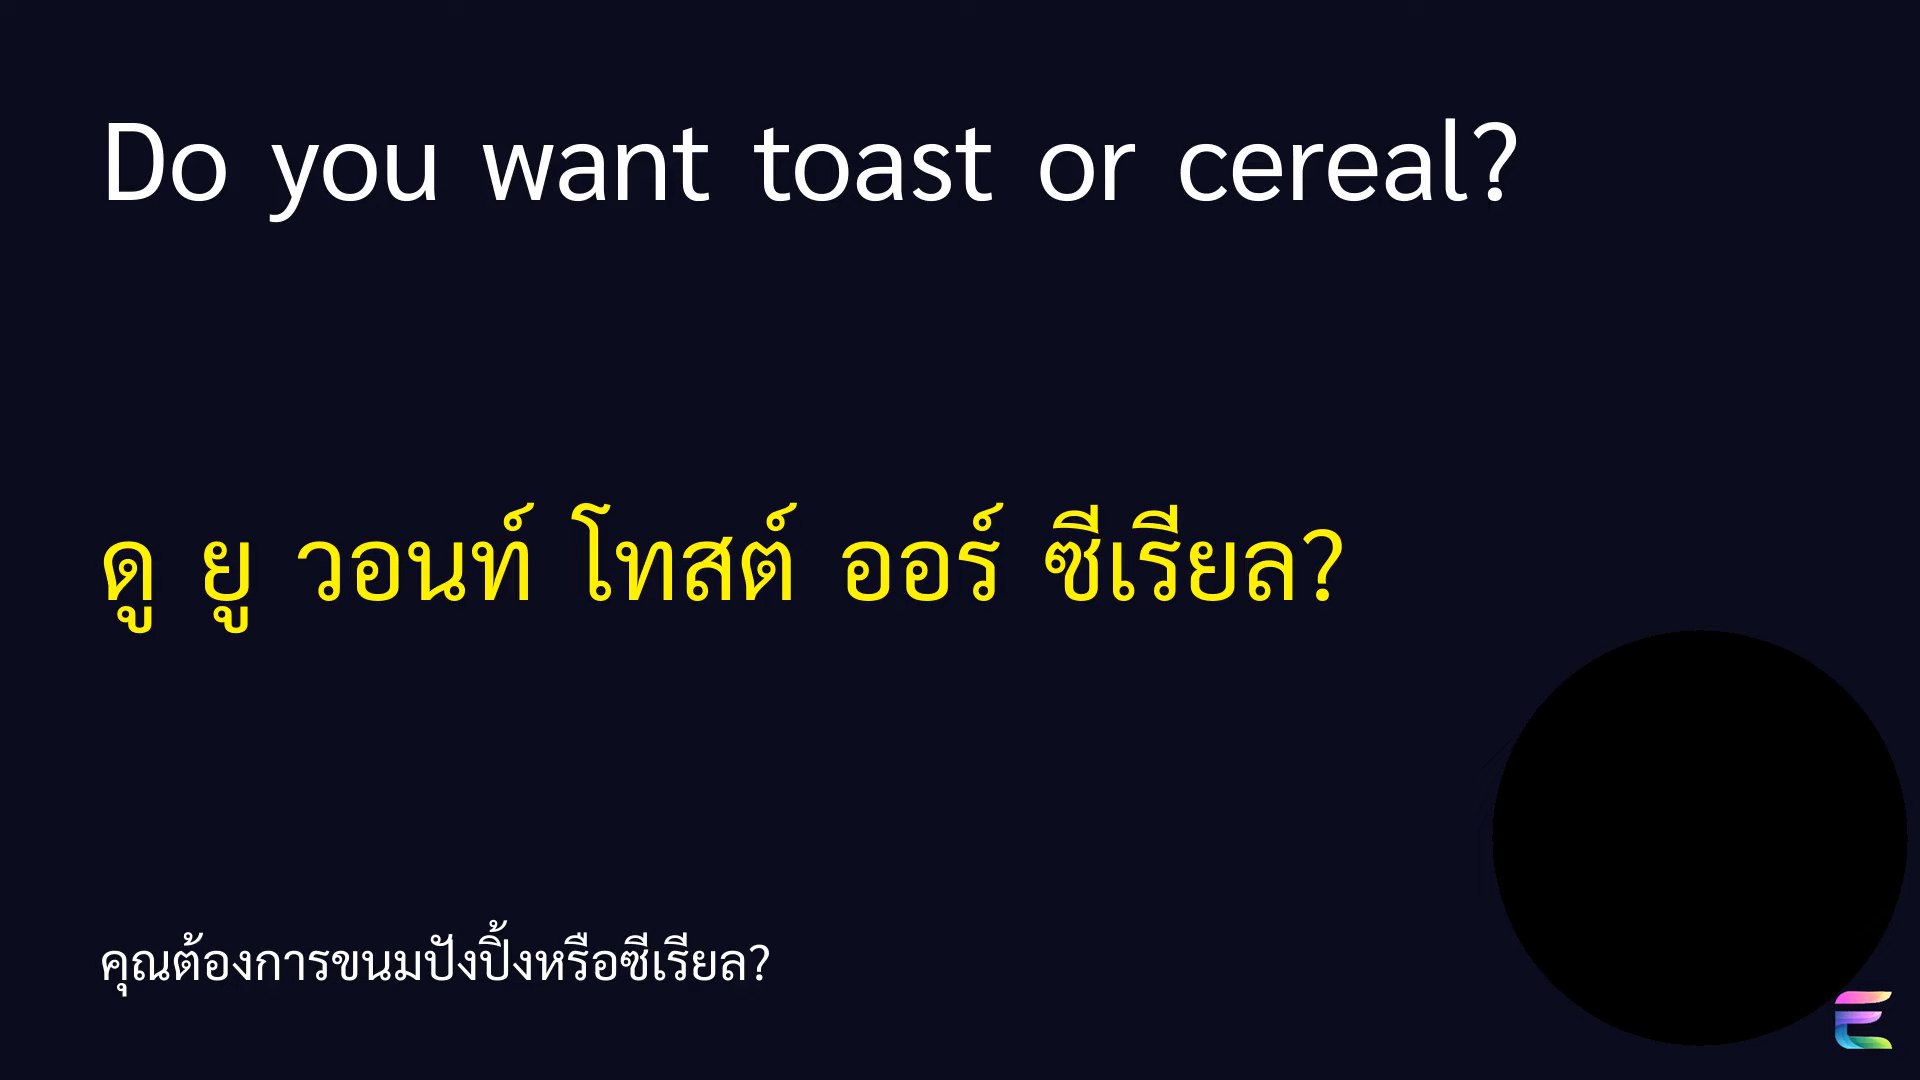 Do you want toast or cereal?
ดู ยู วอนท์ โทสต์ ออร์ ซีเรียล?
คุณต้องการขนมปังปิ้งหรือซีเรียล?